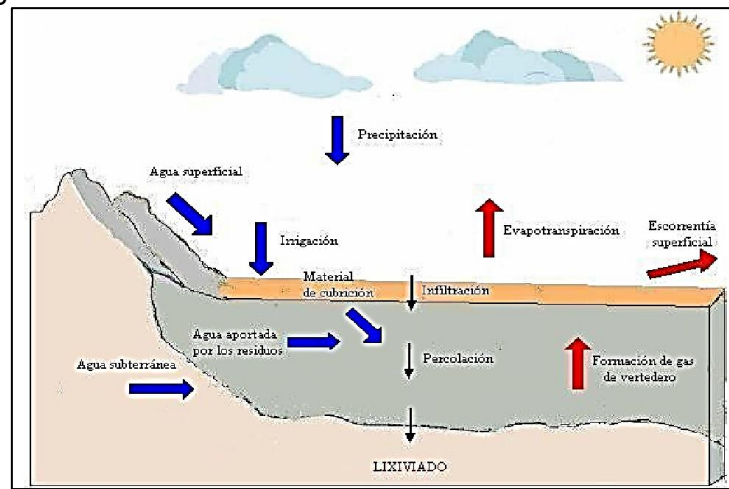 Precipitación
Agua superficial
Irrigación
Evapotranspiración
Escorrentía
superficial
Material
de cubrición
Infiltración
Agua aportada
por los residuos
Agua subterránea
Percolación
Formación de gas
de vertedero
LIXIVIADO